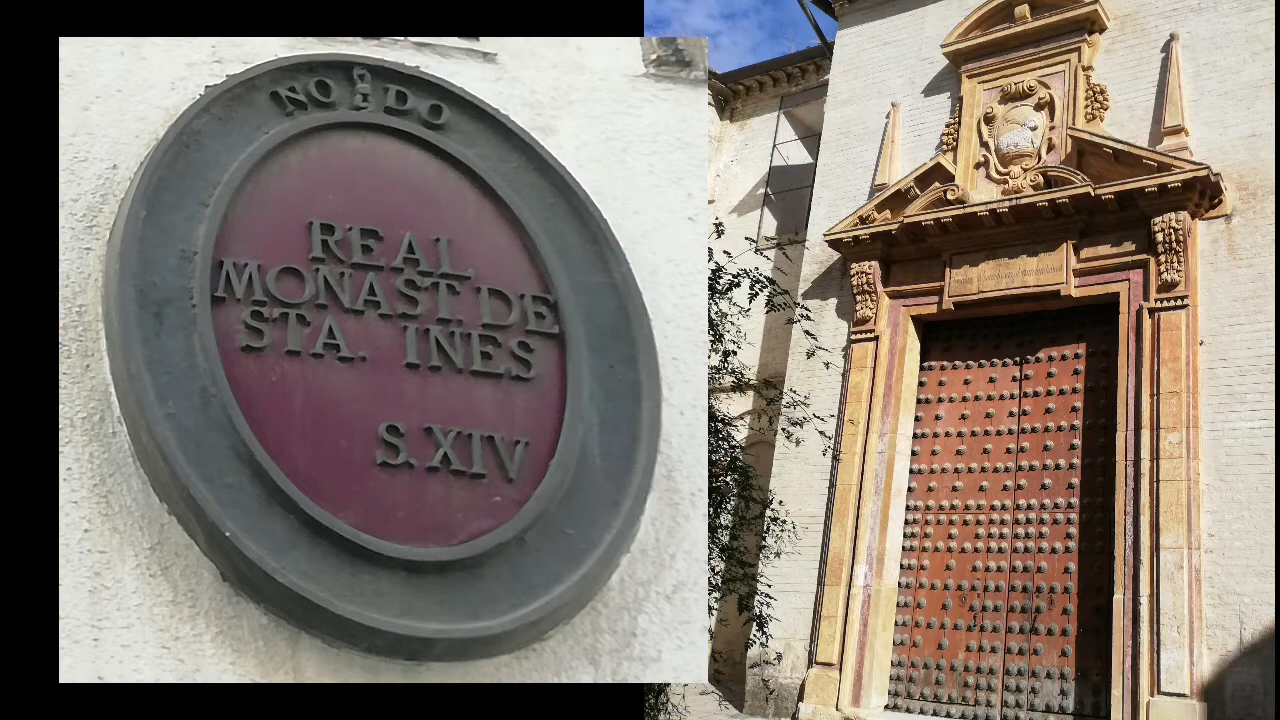 NO8DO
REAL
MONAST DE
STA. INES
S. XIV